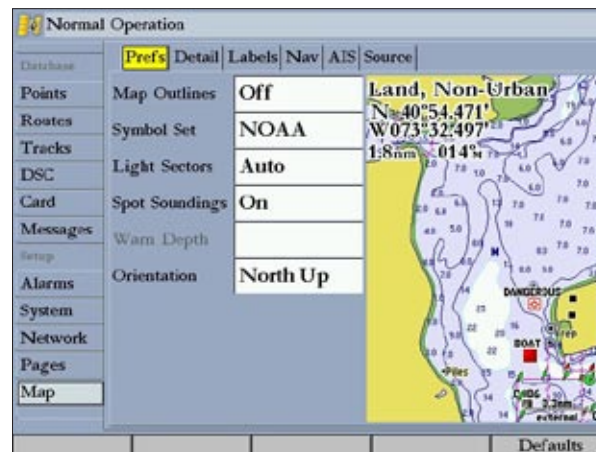 Normal Operation
Database
Points
Routes
Tracks
DSC
Card
Messages
Setup
Alarms
System
Network
Pages
Map
Prefs Detail Labels Nav AIS Source
Map Outlines Off
Symbol Set NOAA
Light Sectors Auto
Spot Soundings On
Warn Depth
Orientation North Up
Land, Non-Urban
N 40°54.471'
W073°32.497'
1.8nm 014°M
DANGEROUS
BOAT
Piles
external
Defaults